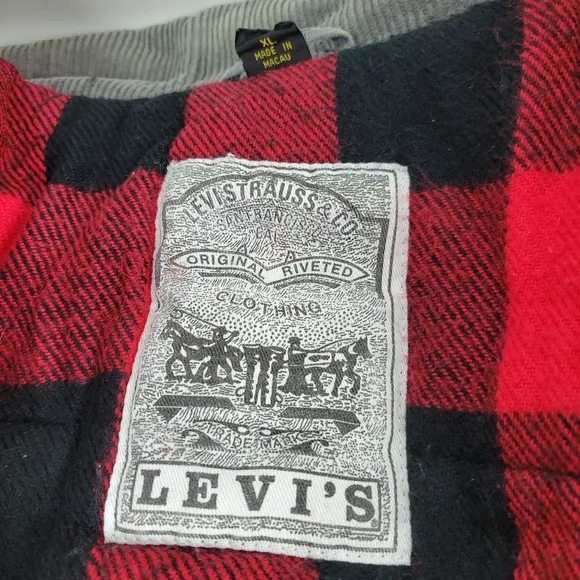 XL
MADE IN
MACAU
LEVI STRAUSS & CO.
SAN FRANCISCO
CAL
ORIGINAL RIVETED
CLOTHING
TRADE MARK
LEVI'S®